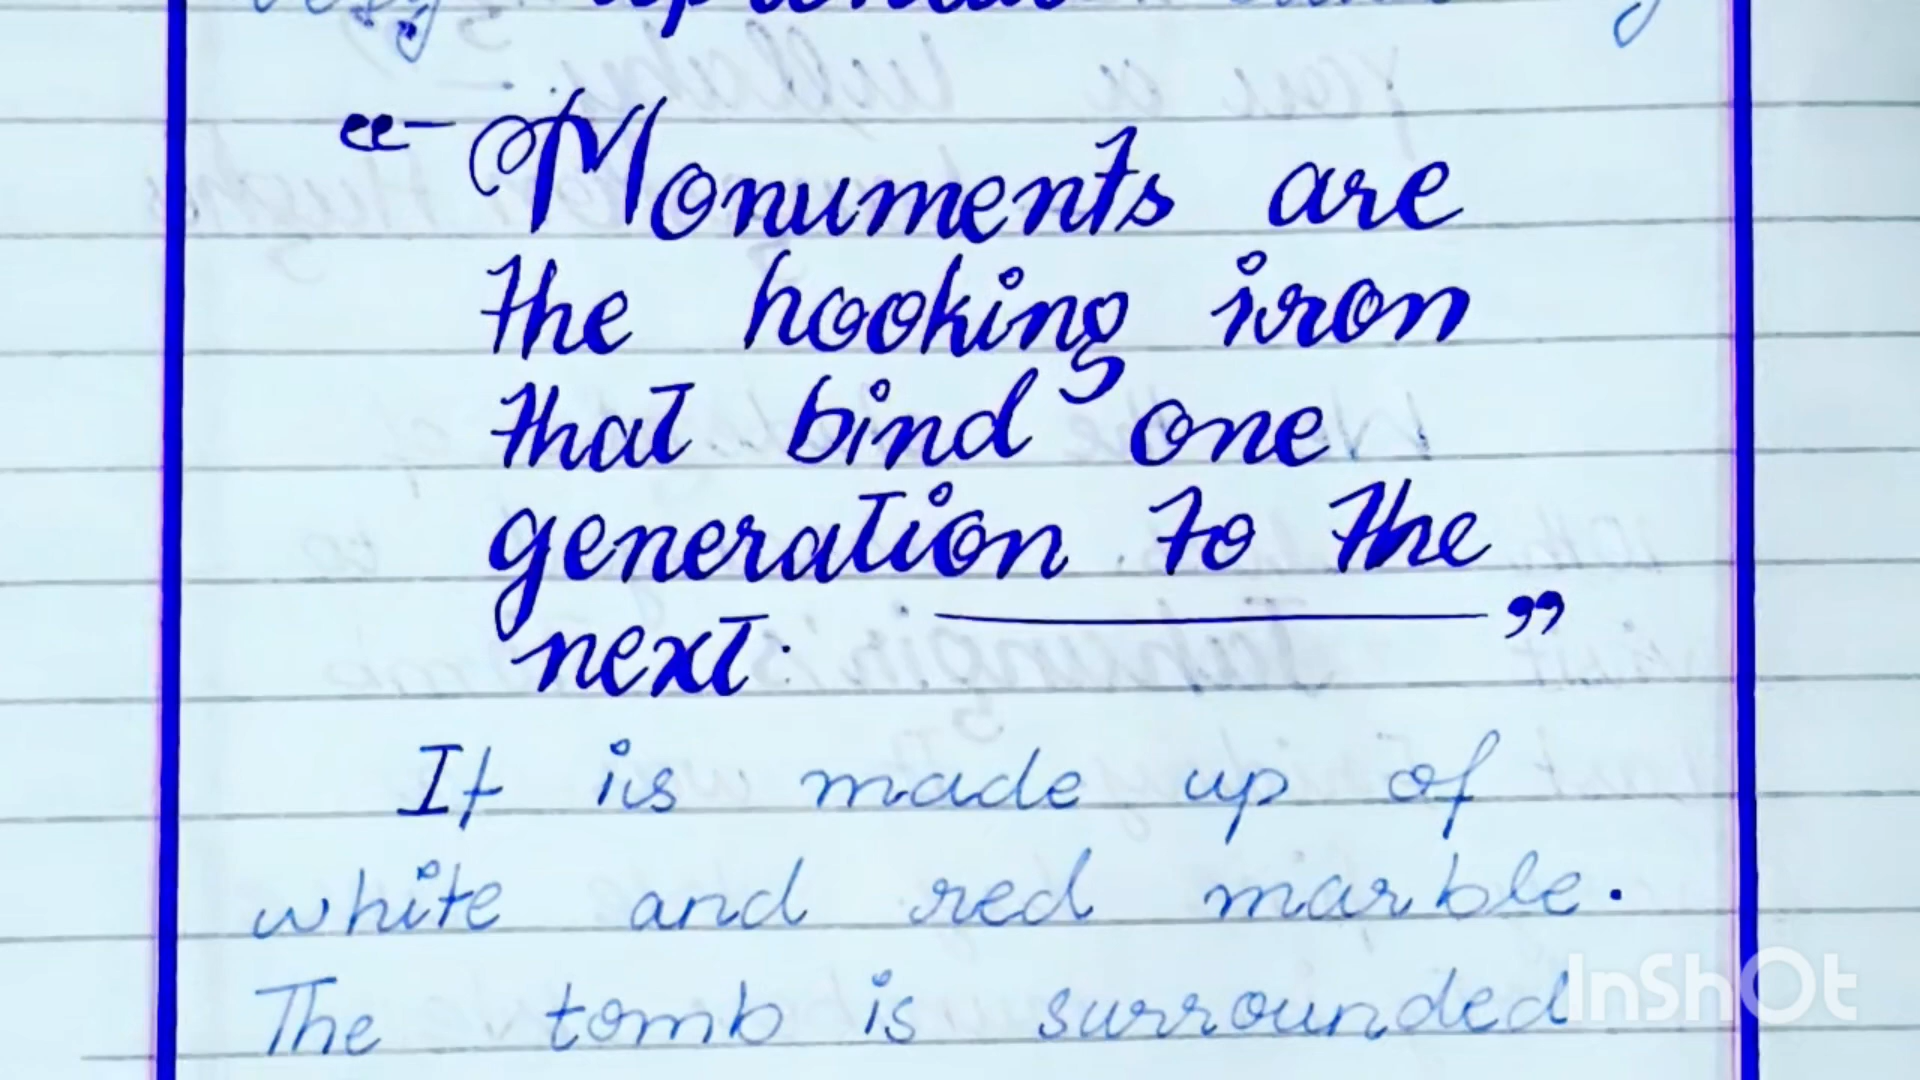 “ Monuments are
the hooking iron
that bind one
generation to the
next. ”
It is made up of
white and red marble.
The tomb is surrounded
InShOt